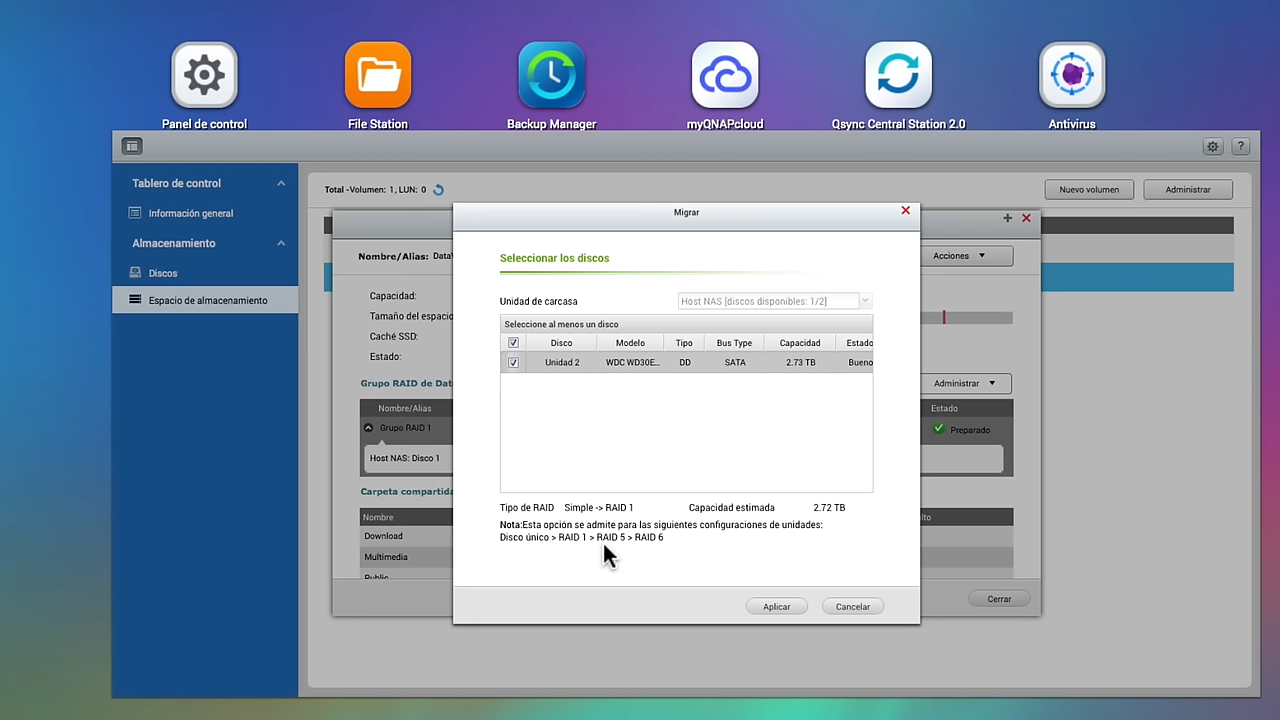 Panel de control
File Station
Backup Manager
myQNAPcloud
Qsync Central Station 2.0
Antivirus
?
Tablero de control
Información general
Almacenamiento
Discos
Espacio de almacenamiento
Total -Volumen: 1, LUN: 0
Nuevo volumen
Administrar
Nombre/Alias: Data
Acciones
Capacidad:
Tamaño del espacio
Caché SSD:
Estado:
Grupo RAID de Dat
Administrar
Nombre/Alias
Estado
Grupo RAID 1
Preparado
Host NAS: Disco 1
Carpeta compartida
Nombre
Download
Multimedia
Public
Cerrar
Migrar
Seleccionar los discos
Unidad de carcasa
Host NAS [discos disponibles: 1/2]
Seleccione al menos un disco
Disco Modelo Tipo Bus Type Capacidad Estado
Unidad 2 WDC WD30E... DD SATA 2.73 TB Bueno
Tipo de RAID Simple -> RAID 1 Capacidad estimada 2.72 TB
Nota:Esta opción se admite para las siguientes configuraciones de unidades:
Disco único > RAID 1 > RAID 5 > RAID 6
Aplicar
Cancelar